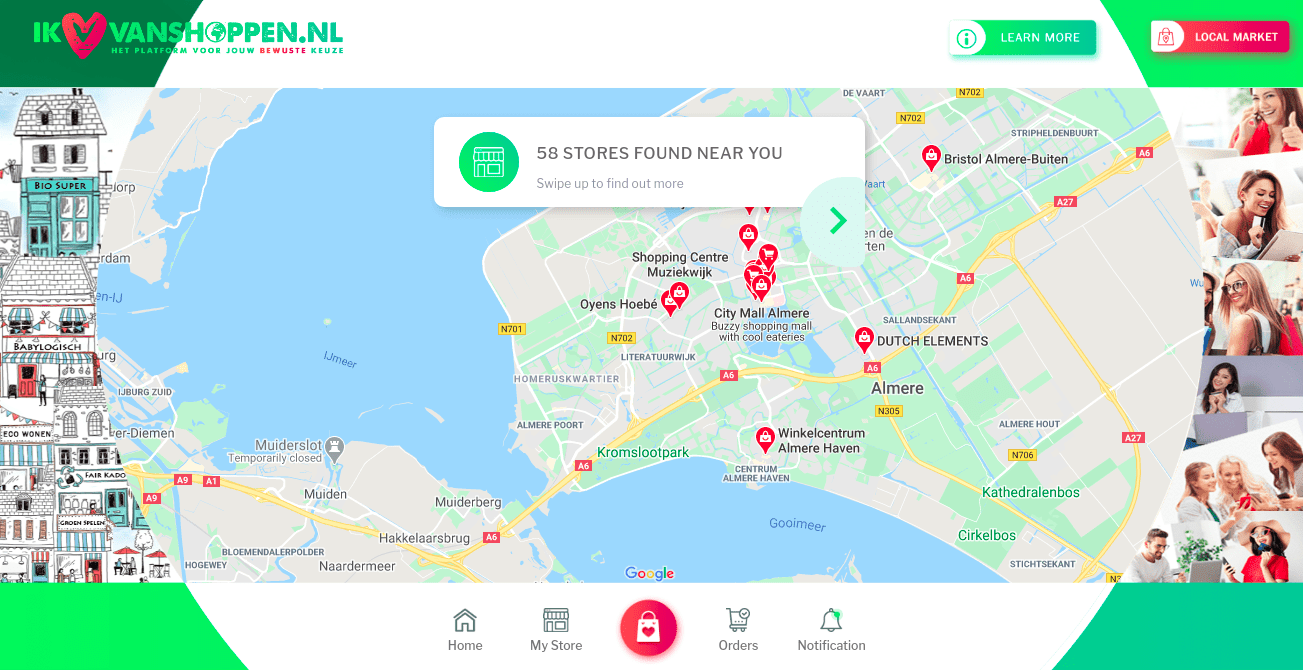 IK VANSHOPPEN.NL
HET PLATFORM VOOR JOUW BEWUSTE KEUZE
LEARN MORE
LOCAL MARKET
58 STORES FOUND NEAR YOU
Swipe up to find out more
DE VAART
N702
N702
STRIPHELDENBUURT
A6
Bristol Almere-Buiten
BIO SUPER
A27
Shopping Centre
Muziekwijk
A6
Oyens Hoebé
City Mall Almere
Buzzy shopping mall
with cool eateries
SALLANDSEKANT
N701
N702
DUTCH ELEMENTS
BABYLOGISCH
LITERATUURWIJK
IJmeer
A6
A6
HOMERUSKWARTIER
Almere
IJBURG ZUID
N305
ALMERE POORT
ALMERE HOUT
ECO WONEN
Muiderslot
Temporarily closed
Winkelcentrum
Almere Haven
A27
Kromslootpark
N706
A6
CENTRUM
ALMERE HAVEN
FAIR KADO
A9
A1
A9
Muiden
Muiderberg
Kathedralenbos
GROEN SPELEN
Gooimeer
Hakkelaarsbrug
A6
Cirkelbos
BLOEMENDALERPOLDER
HOGEWEY
Naardermeer
STICHTSEKANT
Google
Home
My Store
Orders
Notification